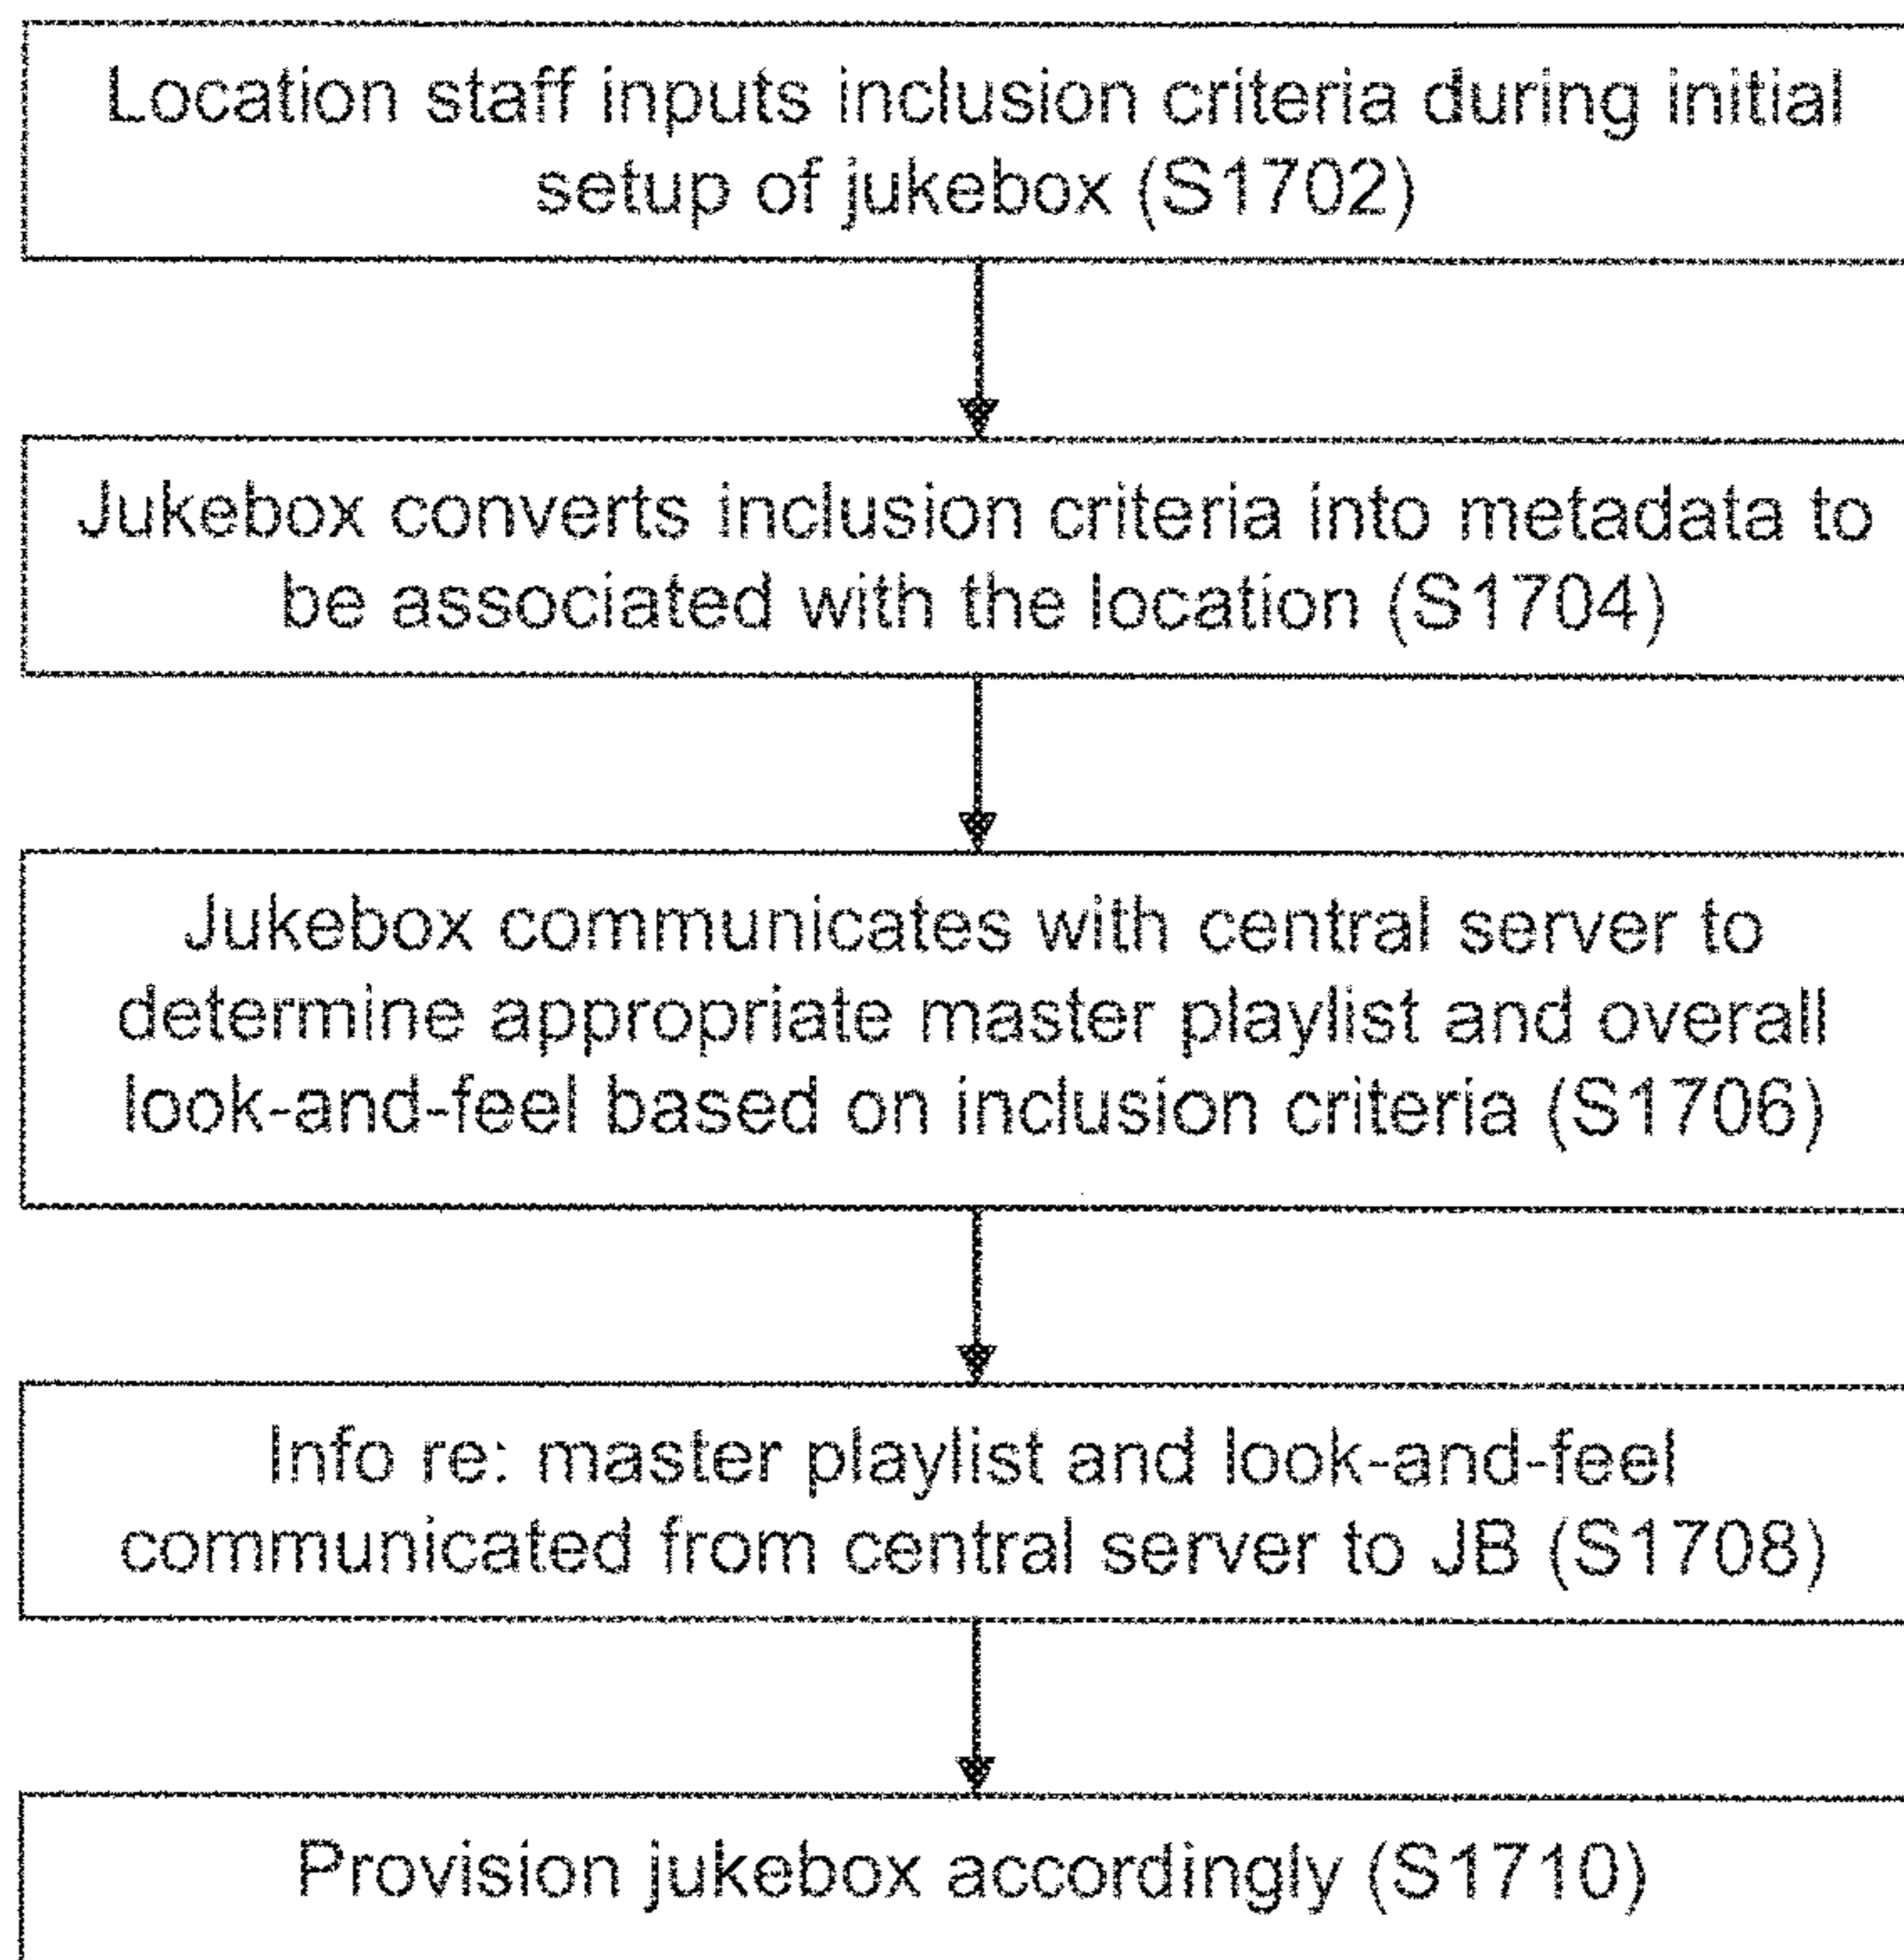 Location staff inputs inclusion criteria during initial
setup of jukebox (S1702)
Jukebox converts inclusion criteria into metadata to
be associated with the location (S1704)
Jukebox communicates with central server to
determine appropriate master playlist and overall
look-and-feel based on inclusion criteria (S1706)
Info re: master playlist and look-and-feel
communicated from central server to JB (S1708)
Provision jukebox accordingly (S1710)